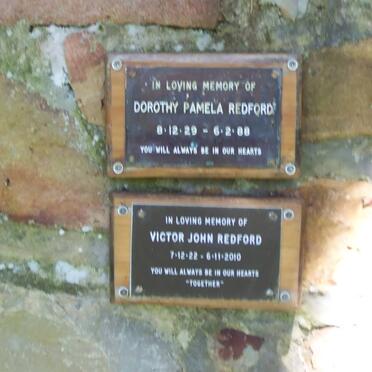 IN LOVING MEMORY OF
DOROTHY PAMELA REDFORD
8·12·29 – 6·2·88
YOU WILL ALWAYS BE IN OUR HEARTS
IN LOVING MEMORY OF
VICTOR JOHN REDFORD
7·12·22 – 6·11·2010
YOU WILL ALWAYS BE IN OUR HEARTS
"TOGETHER"